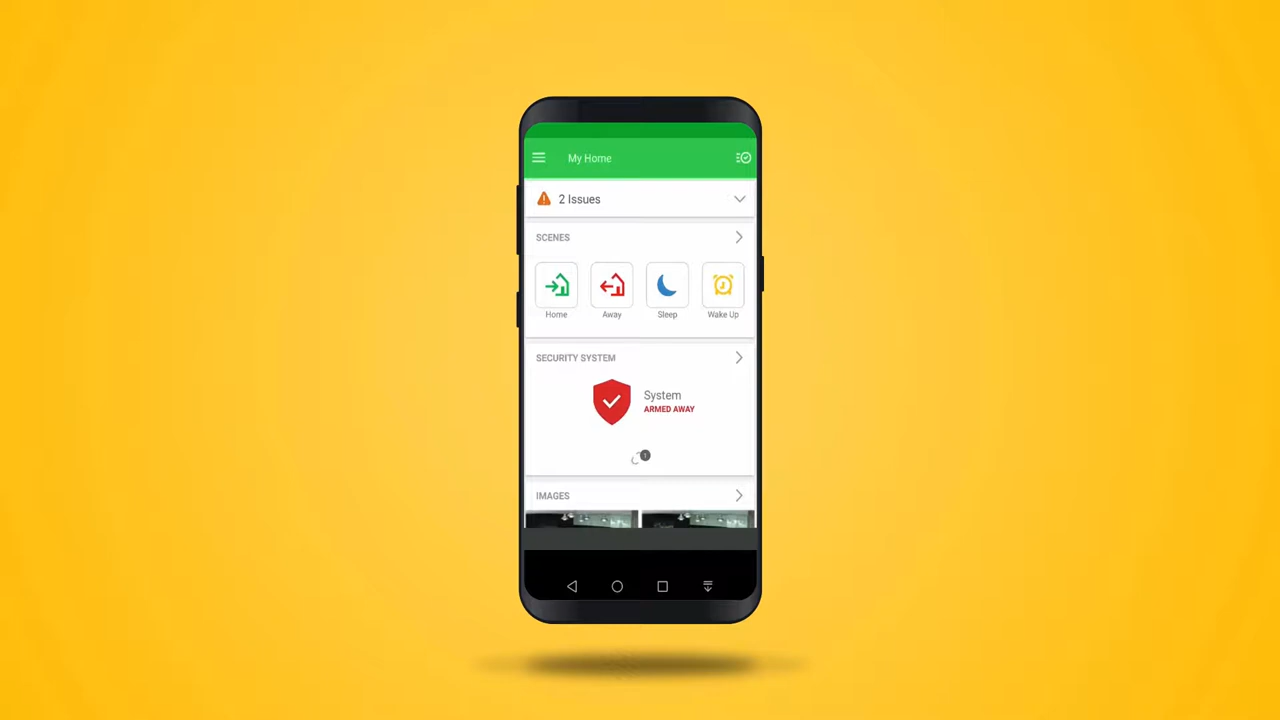 My Home
2 Issues
SCENES
Home
Away
Sleep
Wake Up
SECURITY SYSTEM
System
ARMED AWAY
IMAGES